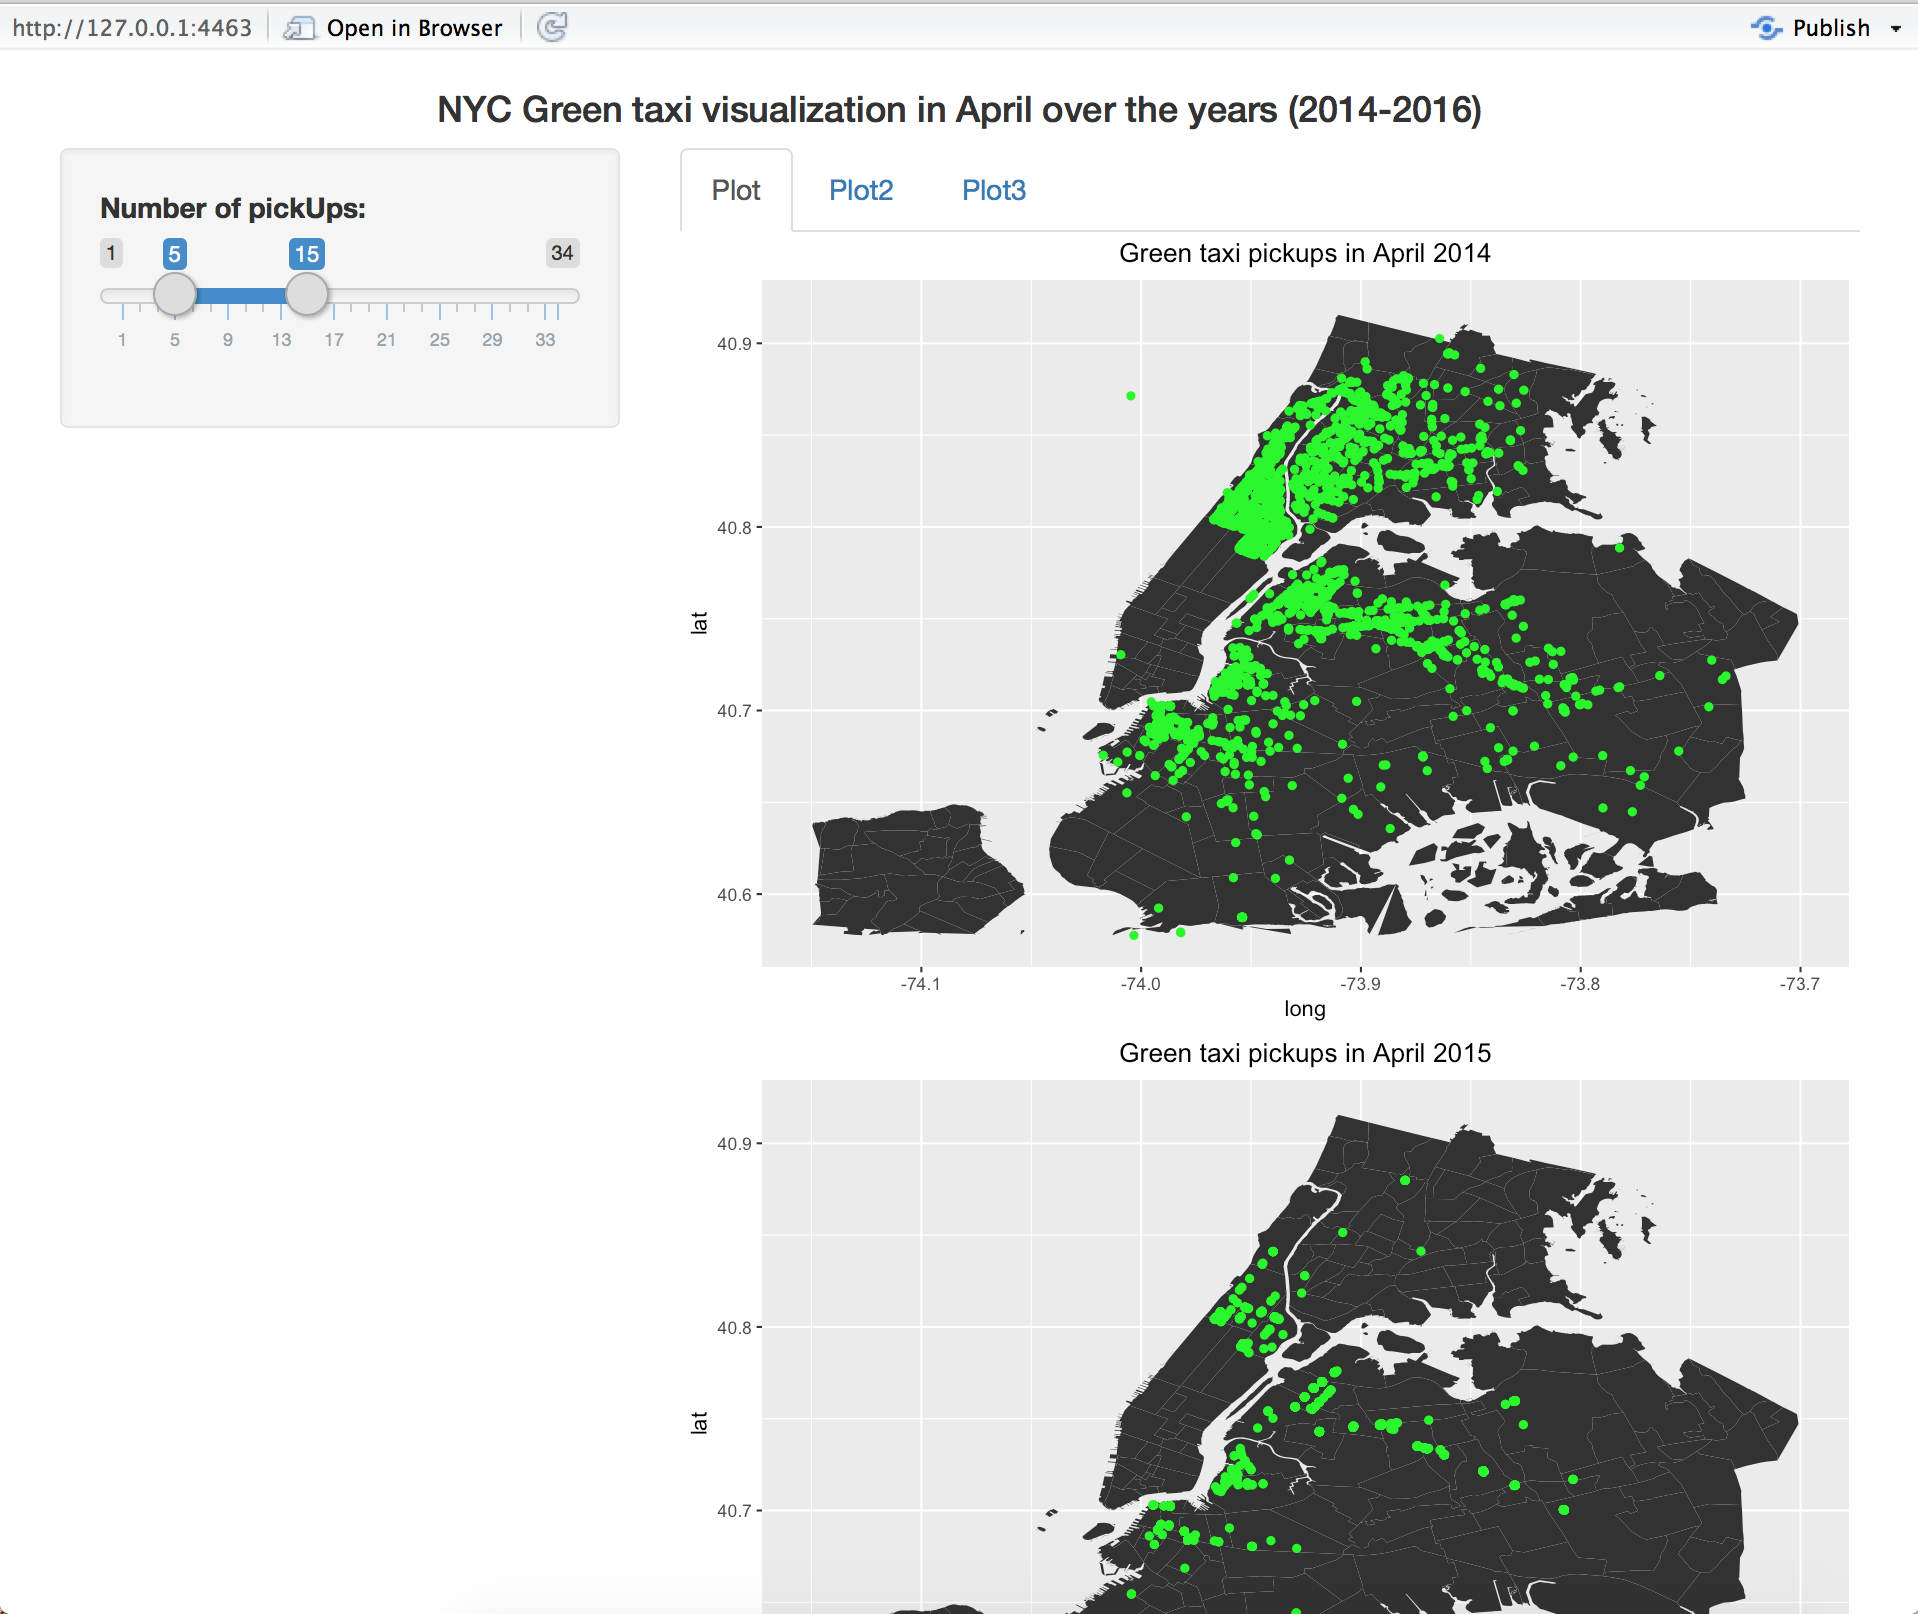 http://127.0.0.1:4463 Open in Browser Publish
NYC Green taxi visualization in April over the years (2014-2016)
Number of pickUps:
1 5 15 34
1 5 9 13 17 21 25 29 33
Plot Plot2 Plot3
Green taxi pickups in April 2014
40.9
40.8
lat
40.7
40.6
-74.1 -74.0 -73.9 -73.8 -73.7
long
Green taxi pickups in April 2015
40.9
40.8
lat
40.7